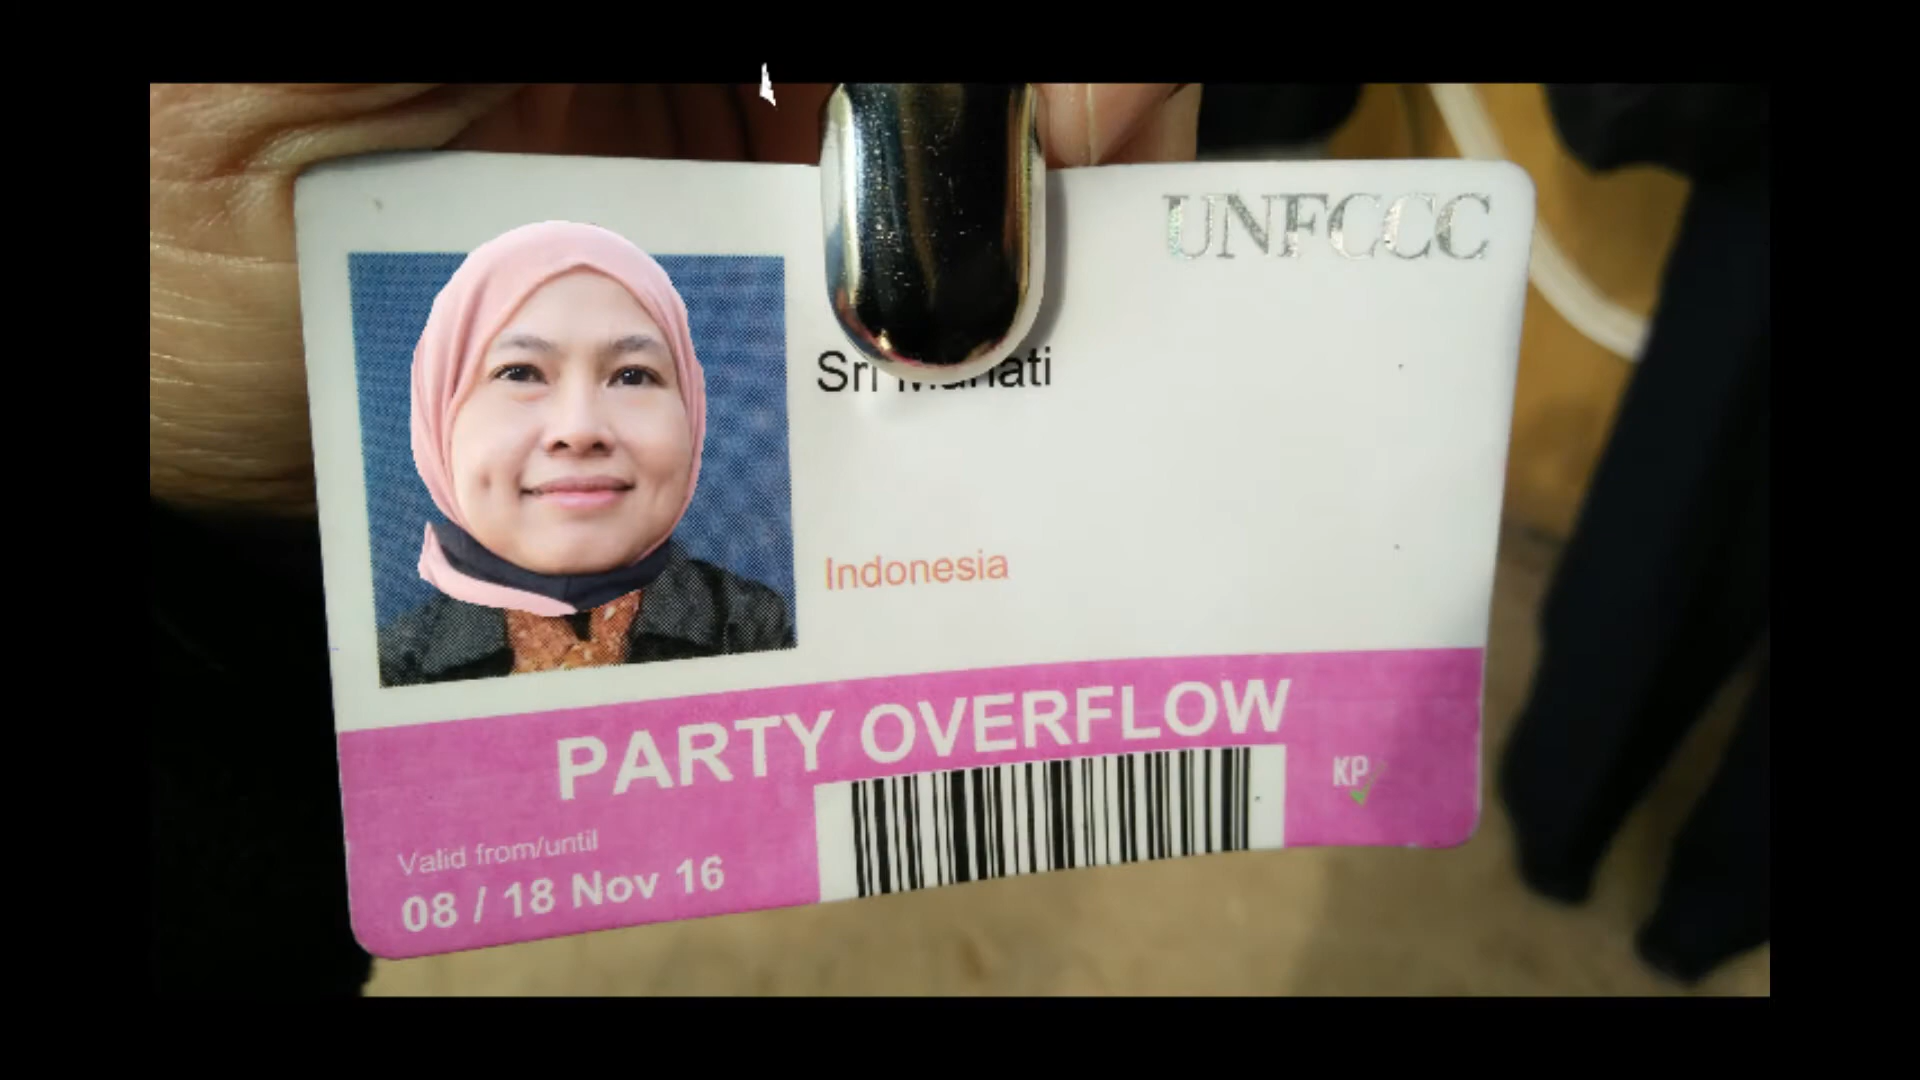 UNFCCC
Sri
Indonesia
PARTY OVERFLOW
KP
Valid from/until
08 / 18 Nov 16